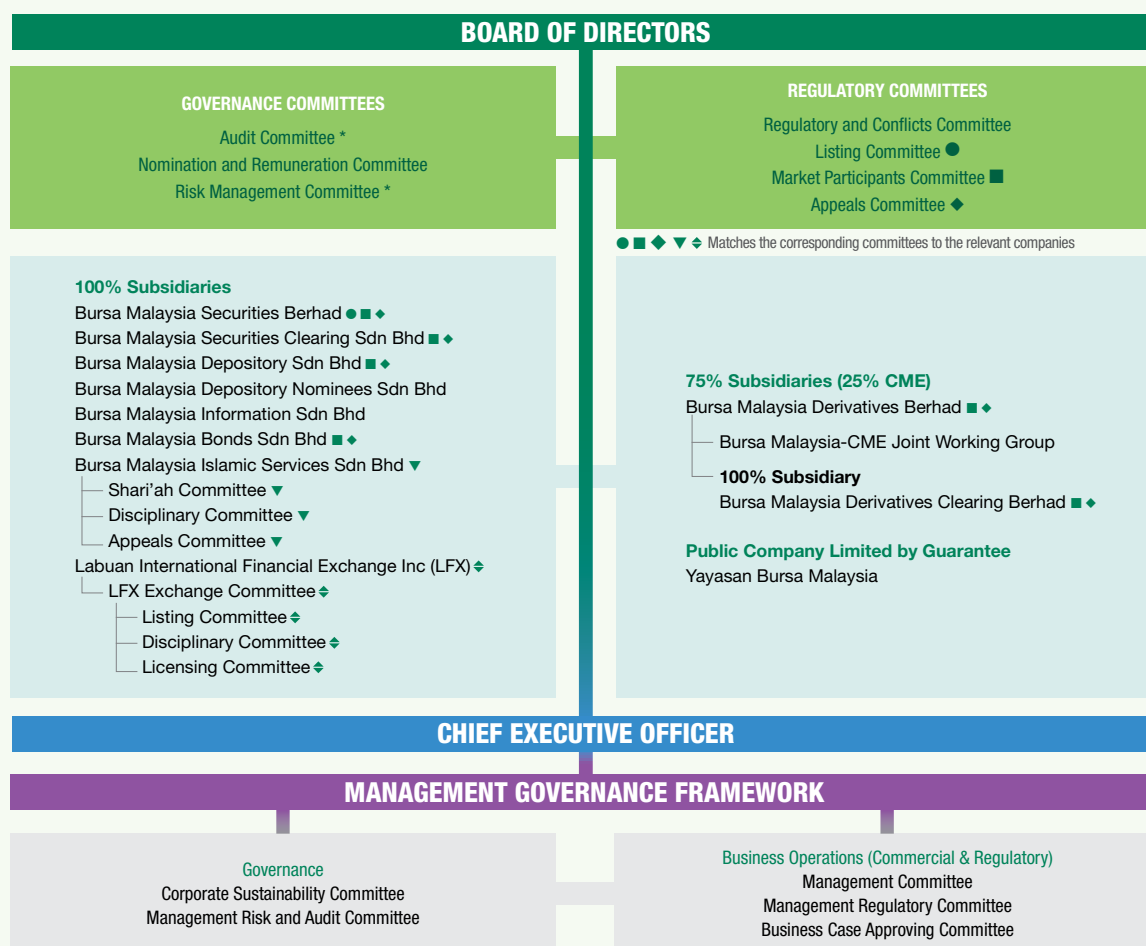 BOARD OF DIRECTORS
GOVERNANCE COMMITTEES
Audit Committee *
Nomination and Remuneration Committee
Risk Management Committee *
REGULATORY COMMITTEES
Regulatory and Conflicts Committee
Listing Committee ●
Market Participants Committee ■
Appeals Committee ◆
● ■ ◆ ▼ ⬍ Matches the corresponding committees to the relevant companies
100% Subsidiaries
Bursa Malaysia Securities Berhad ● ■ ◆
Bursa Malaysia Securities Clearing Sdn Bhd ■ ◆
Bursa Malaysia Depository Sdn Bhd ■ ◆
Bursa Malaysia Depository Nominees Sdn Bhd
Bursa Malaysia Information Sdn Bhd
Bursa Malaysia Bonds Sdn Bhd ■ ◆
Bursa Malaysia Islamic Services Sdn Bhd ▼
Shari'ah Committee ▼
Disciplinary Committee ▼
Appeals Committee ▼
Labuan International Financial Exchange Inc (LFX) ⬍
LFX Exchange Committee ⬍
Listing Committee ⬍
Disciplinary Committee ⬍
Licensing Committee ⬍
75% Subsidiaries (25% CME)
Bursa Malaysia Derivatives Berhad ■ ◆
Bursa Malaysia-CME Joint Working Group
100% Subsidiary
Bursa Malaysia Derivatives Clearing Berhad ■ ◆
Public Company Limited by Guarantee
Yayasan Bursa Malaysia
CHIEF EXECUTIVE OFFICER
MANAGEMENT GOVERNANCE FRAMEWORK
Governance
Corporate Sustainability Committee
Management Risk and Audit Committee
Business Operations (Commercial & Regulatory)
Management Committee
Management Regulatory Committee
Business Case Approving Committee